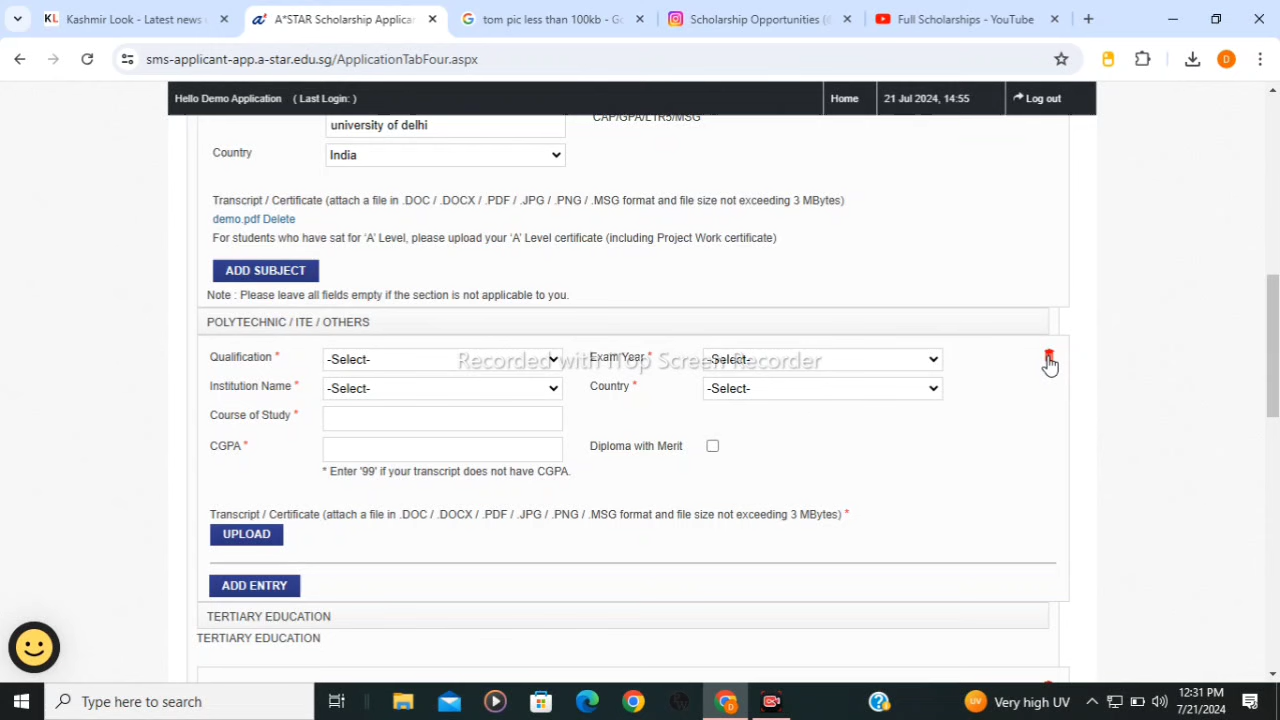 Kashmir Look - Latest news
A*STAR Scholarship Applicat
tom pic less than 100kb - Go
Scholarship Opportunities (@
Full Scholarships - YouTube
sms-applicant-app.a-star.edu.sg/ApplicationTabFour.aspx
D
Hello Demo Application ( Last Login: )
Home
21 Jul 2024, 14:55
Log out
university of delhi
CAP/GPA/L1R5/MSG
Country
India
Transcript / Certificate (attach a file in .DOC / .DOCX / .PDF / .JPG / .PNG / .MSG format and file size not exceeding 3 MBytes)
demo.pdf Delete
For students who have sat for 'A' Level, please upload your 'A' Level certificate (including Project Work certificate)
ADD SUBJECT
Note : Please leave all fields empty if the section is not applicable to you.
POLYTECHNIC / ITE / OTHERS
Qualification *
-Select-
Exam Year *
-Select-
Recorded with iTop Screen Recorder
Institution Name *
-Select-
Country *
-Select-
Course of Study *
CGPA *
Diploma with Merit
* Enter '99' if your transcript does not have CGPA.
Transcript / Certificate (attach a file in .DOC / .DOCX / .PDF / .JPG / .PNG / .MSG format and file size not exceeding 3 MBytes) *
UPLOAD
ADD ENTRY
TERTIARY EDUCATION
TERTIARY EDUCATION
Type here to search
UV
Very high UV
12:31 PM
7/21/2024